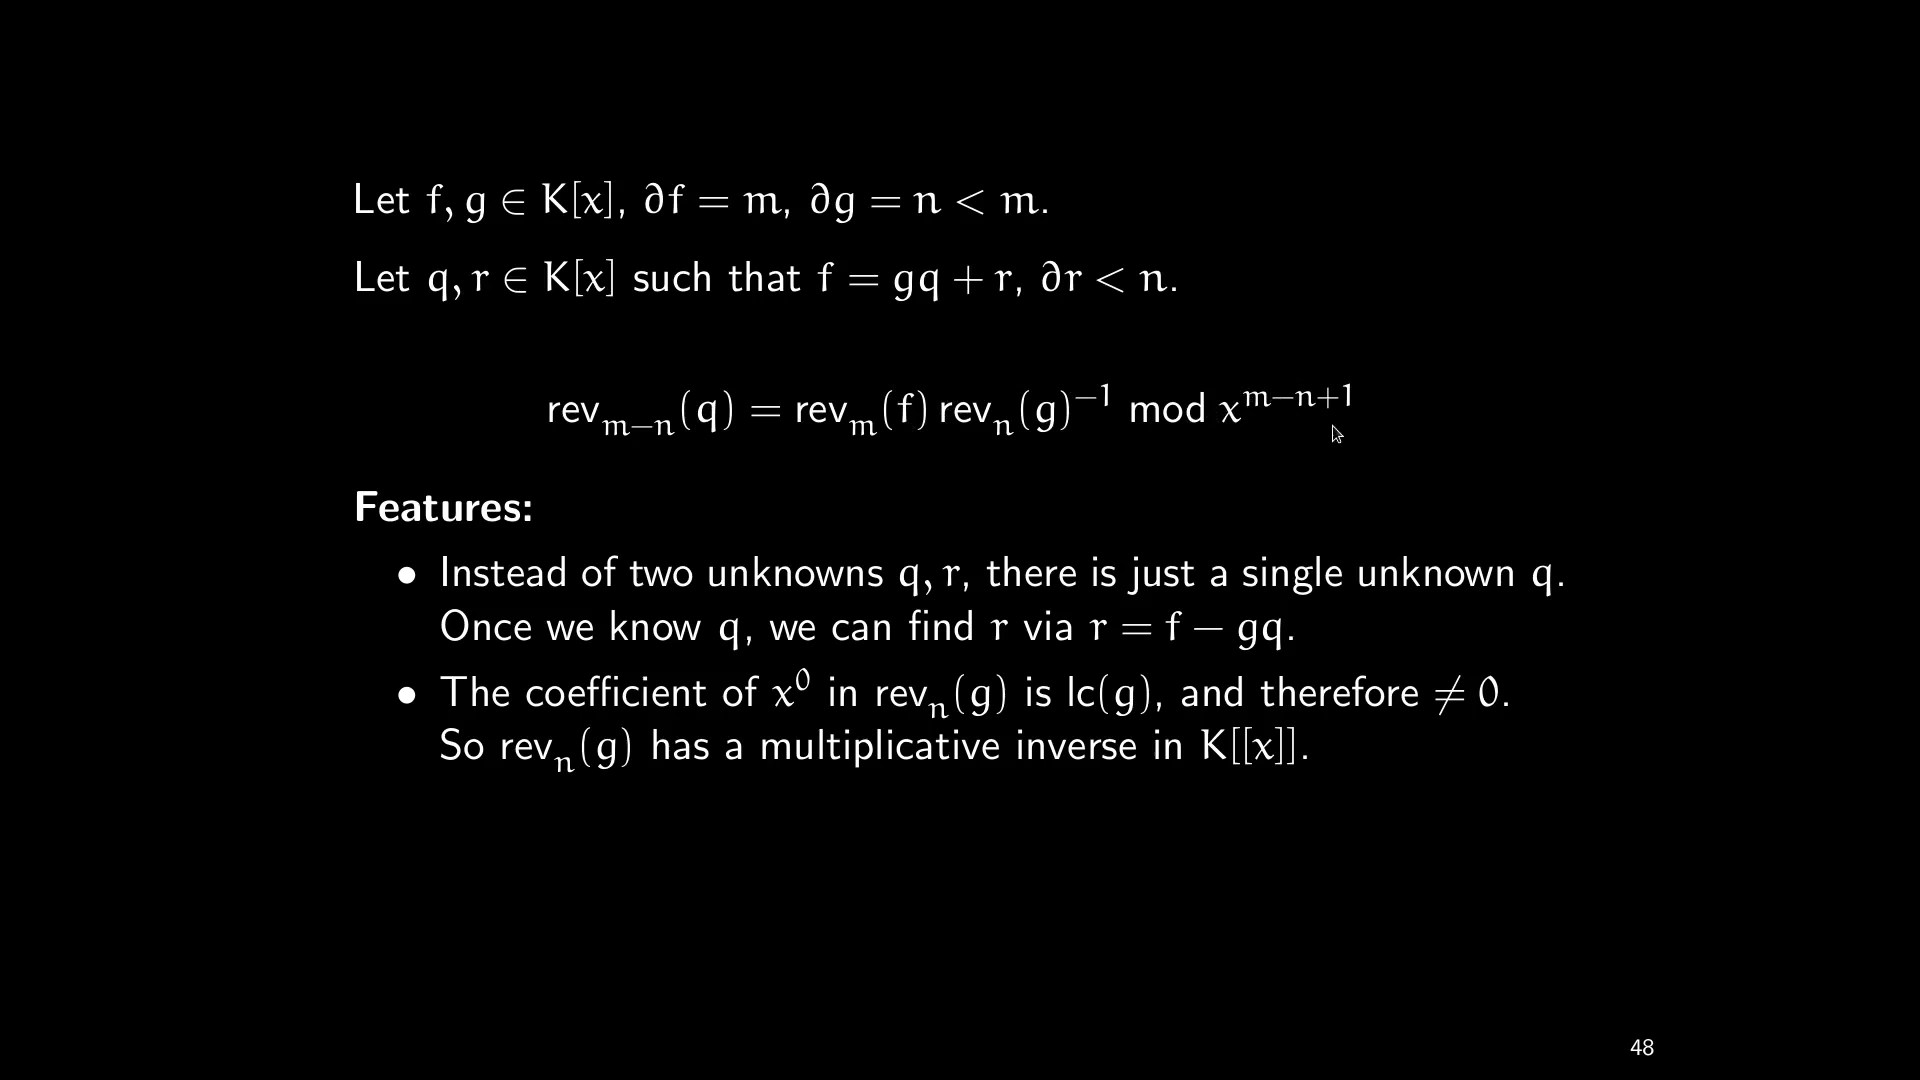 Let f, g ∈ K[x], ∂f = m, ∂g = n < m.
Let q, r ∈ K[x] such that f = gq + r, ∂r < n.
rev_{m−n}(q) = rev_m(f) rev_n(g)^{−1} mod x^{m−n+1}
Features:
• Instead of two unknowns q, r, there is just a single unknown q.
Once we know q, we can find r via r = f − gq.
• The coefficient of x^0 in rev_n(g) is lc(g), and therefore ≠ 0.
So rev_n(g) has a multiplicative inverse in K[[x]].
48